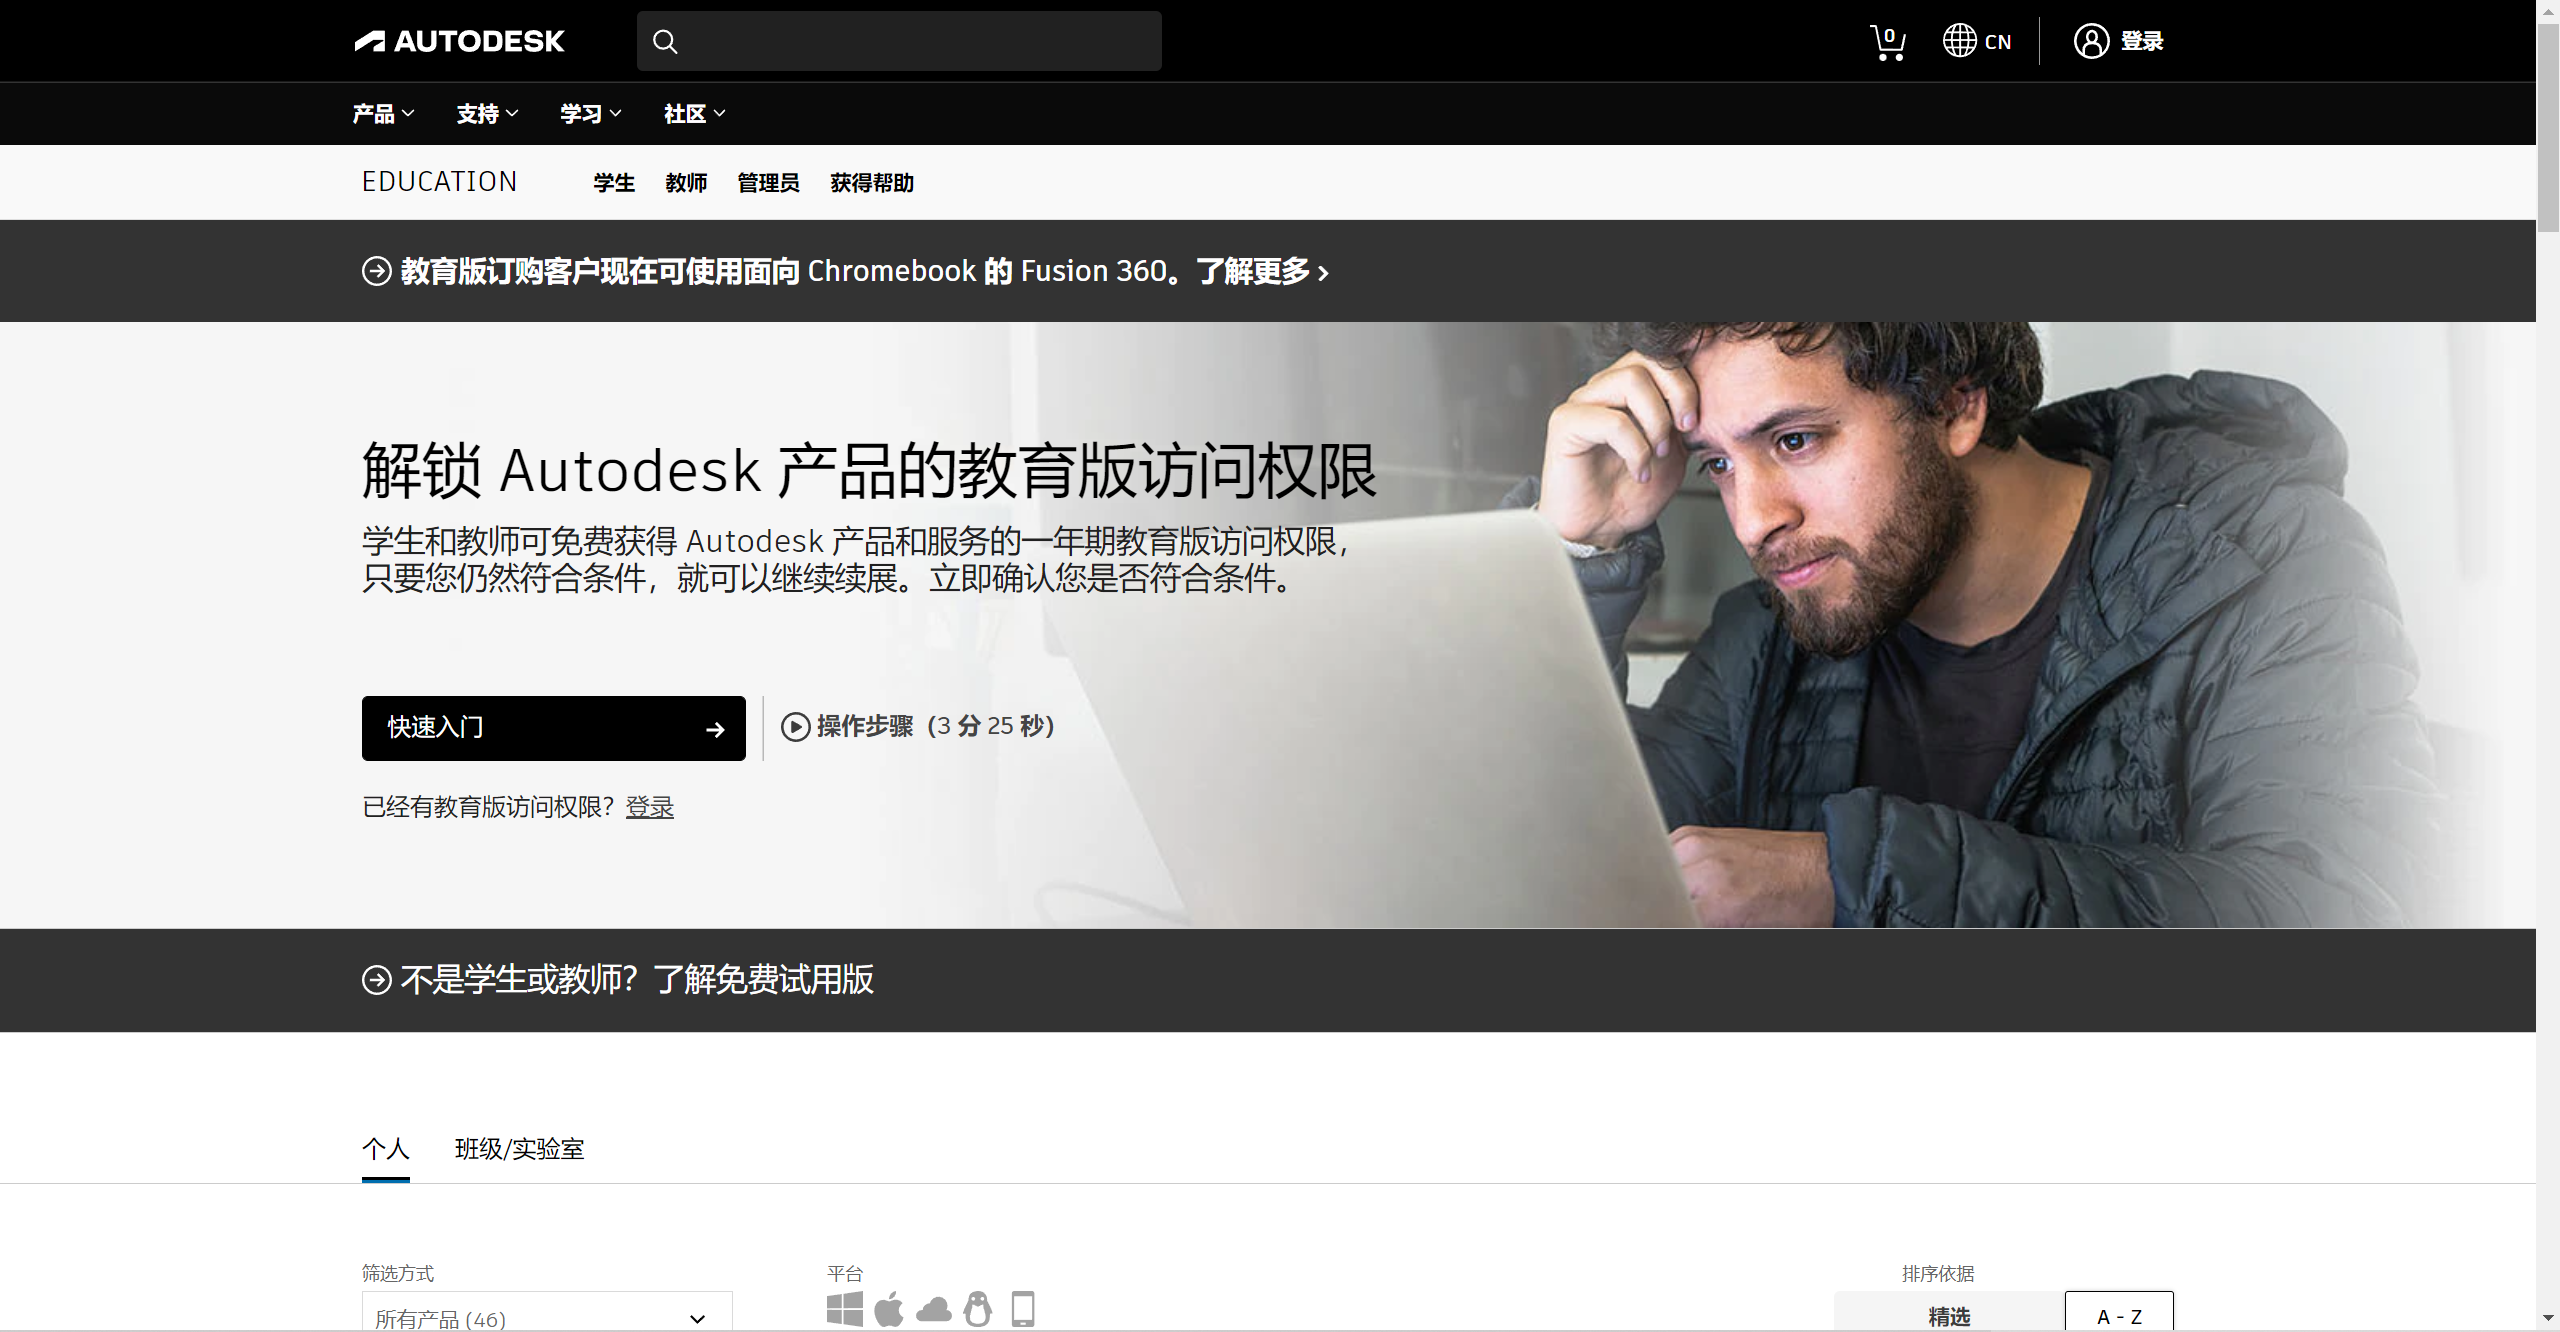 AUTODESK
0
CN
登录
产品
支持
学习
社区
EDUCATION
学生
教师
管理员
获得帮助
教育版订购客户现在可使用面向 Chromebook 的 Fusion 360。了解更多 ›
解锁 Autodesk 产品的教育版访问权限
学生和教师可免费获得 Autodesk 产品和服务的一年期教育版访问权限，
只要您仍然符合条件，就可以继续续展。立即确认您是否符合条件。
快速入门
操作步骤（3 分 25 秒）
已经有教育版访问权限？登录
不是学生或教师？了解免费试用版
个人
班级/实验室
筛选方式
平台
排序依据
所有产品 (46)
精选
A - Z